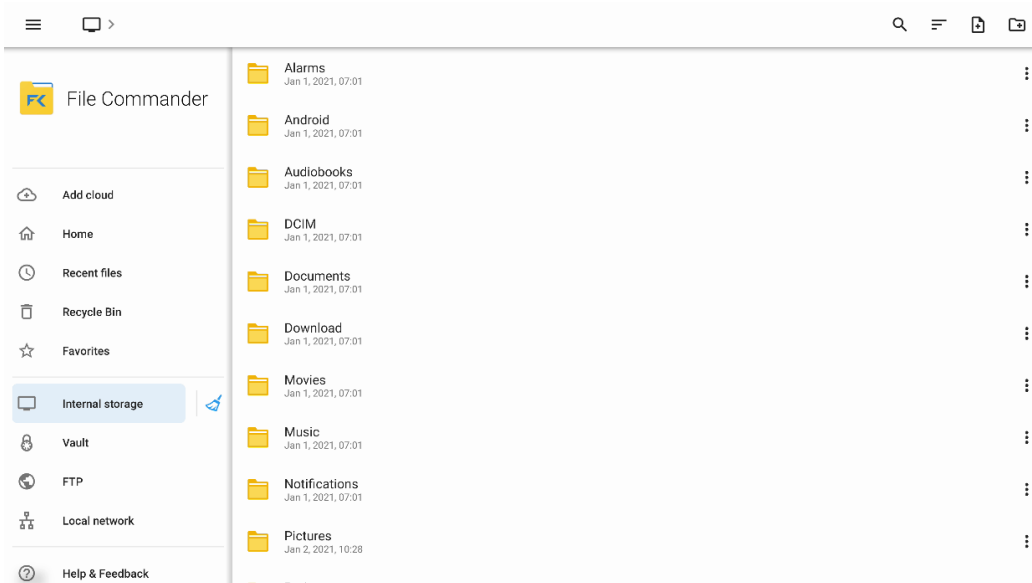 File Commander
Add cloud
Home
Recent files
Recycle Bin
Favorites
Internal storage
Vault
FTP
Local network
Help & Feedback
Alarms
Jan 1, 2021, 07:01
Android
Jan 1, 2021, 07:01
Audiobooks
Jan 1, 2021, 07:01
DCIM
Jan 1, 2021, 07:01
Documents
Jan 1, 2021, 07:01
Download
Jan 1, 2021, 07:01
Movies
Jan 1, 2021, 07:01
Music
Jan 1, 2021, 07:01
Notifications
Jan 1, 2021, 07:01
Pictures
Jan 2, 2021, 10:28